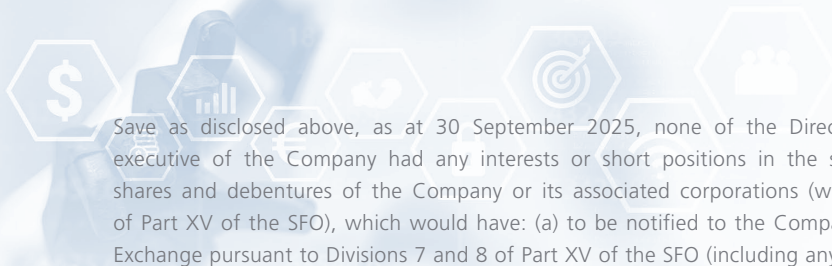 Save as disclosed above, as at 30 September 2025, none of the Direc
executive of the Company had any interests or short positions in the s
shares and debentures of the Company or its associated corporations (w
of Part XV of the SFO), which would have: (a) to be notified to the Compa
Exchange pursuant to Divisions 7 and 8 of Part XV of the SFO (including any